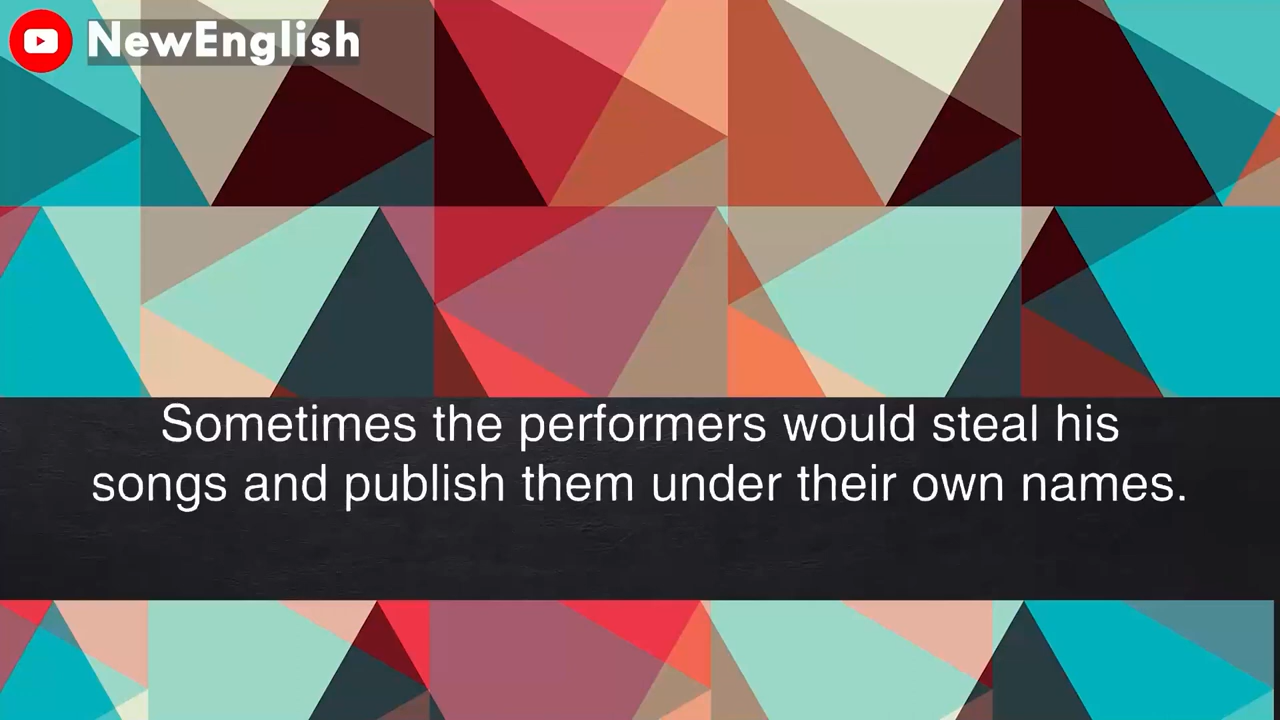 NewEnglish
Sometimes the performers would steal his
songs and publish them under their own names.